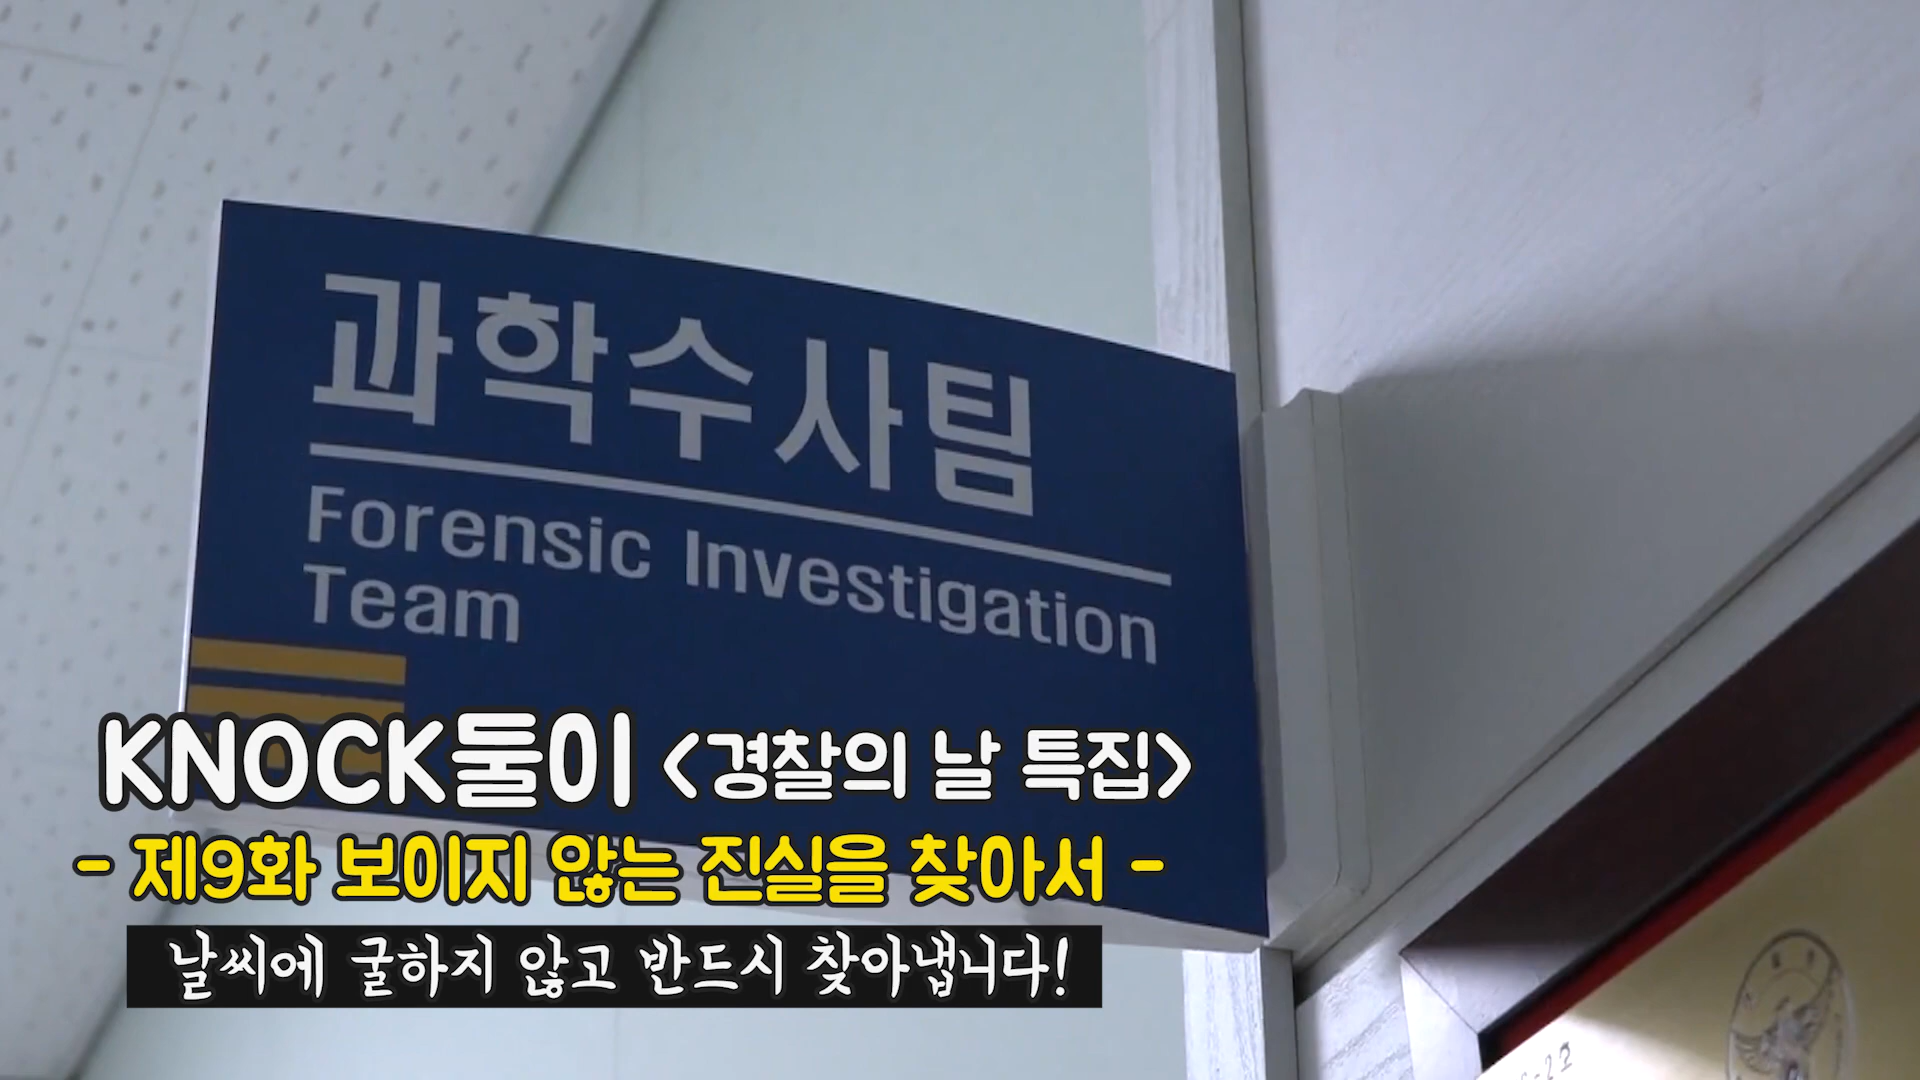 과학수사팀
Forensic Investigation
Team
KNOCK둘이 <경찰의 날 특집>
- 제9화 보이지 않는 진실을 찾아서 -
날씨에 굴하지 않고 반드시 찾아냅니다!